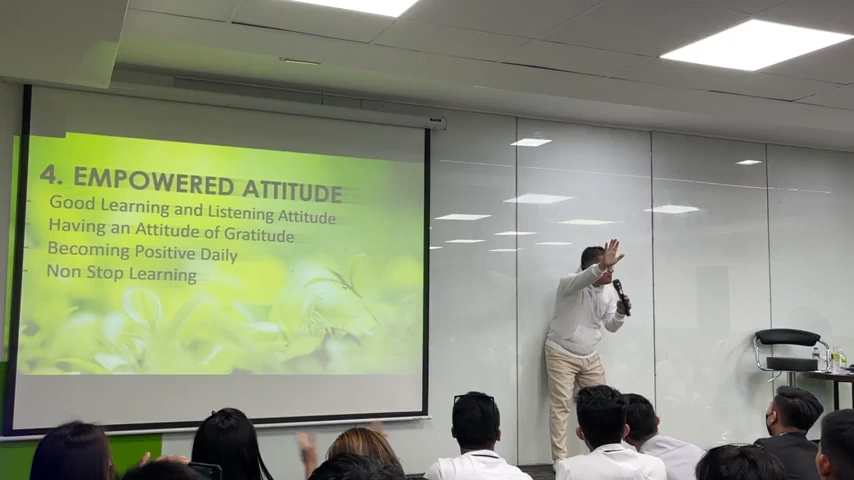 4. EMPOWERED ATTITUDE
Good Learning and Listening Attitude
Having an Attitude of Gratitude
Becoming Positive Daily
Non Stop Learning